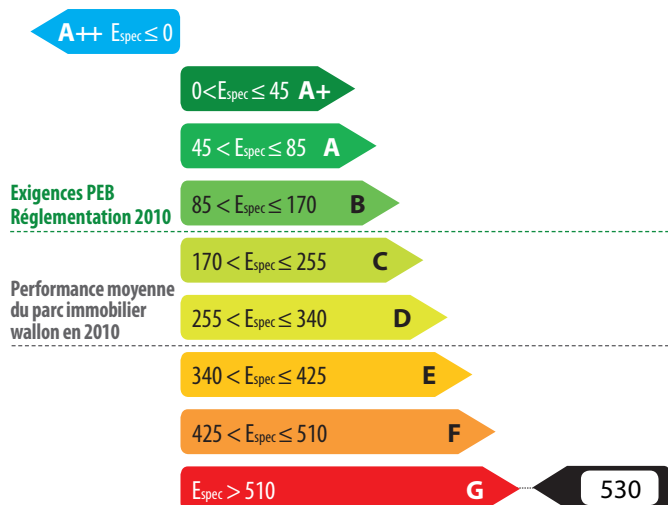 A++ Espec ≤ 0
0<Espec ≤ 45 A+
45 < Espec ≤ 85 A
Exigences PEB
Réglementation 2010
85 < Espec ≤ 170 B
170 < Espec ≤ 255 C
Performance moyenne
du parc immobilier
wallon en 2010
255 < Espec ≤ 340 D
340 < Espec ≤ 425 E
425 < Espec ≤ 510 F
Espec > 510 G 530